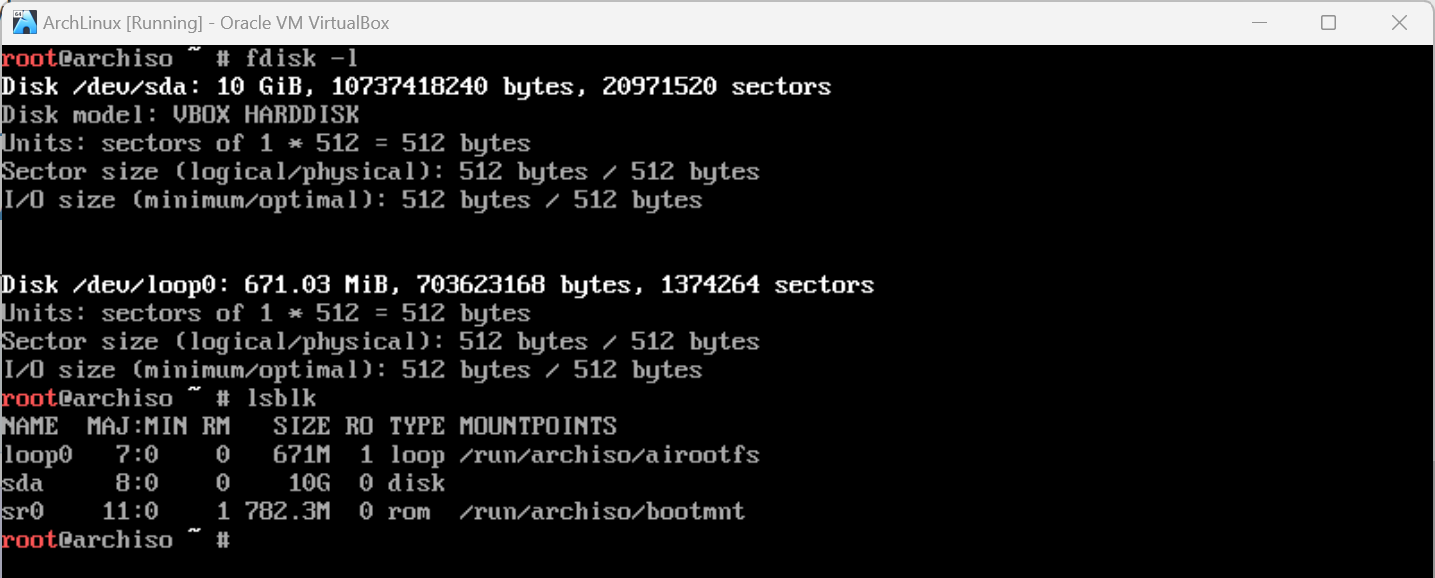 ArchLinux [Running] - Oracle VM VirtualBox
root@archiso ~ # fdisk -l
Disk /dev/sda: 10 GiB, 10737418240 bytes, 20971520 sectors
Disk model: VBOX HARDDISK
Units: sectors of 1 * 512 = 512 bytes
Sector size (logical/physical): 512 bytes / 512 bytes
I/O size (minimum/optimal): 512 bytes / 512 bytes
Disk /dev/loop0: 671.03 MiB, 703623168 bytes, 1374264 sectors
Units: sectors of 1 * 512 = 512 bytes
Sector size (logical/physical): 512 bytes / 512 bytes
I/O size (minimum/optimal): 512 bytes / 512 bytes
root@archiso ~ # lsblk
NAME  MAJ:MIN RM   SIZE RO TYPE MOUNTPOINTS
loop0   7:0    0   671M  1 loop /run/archiso/airootfs
sda     8:0    0    10G  0 disk
sr0    11:0    1 782.3M  0 rom  /run/archiso/bootmnt
root@archiso ~ #